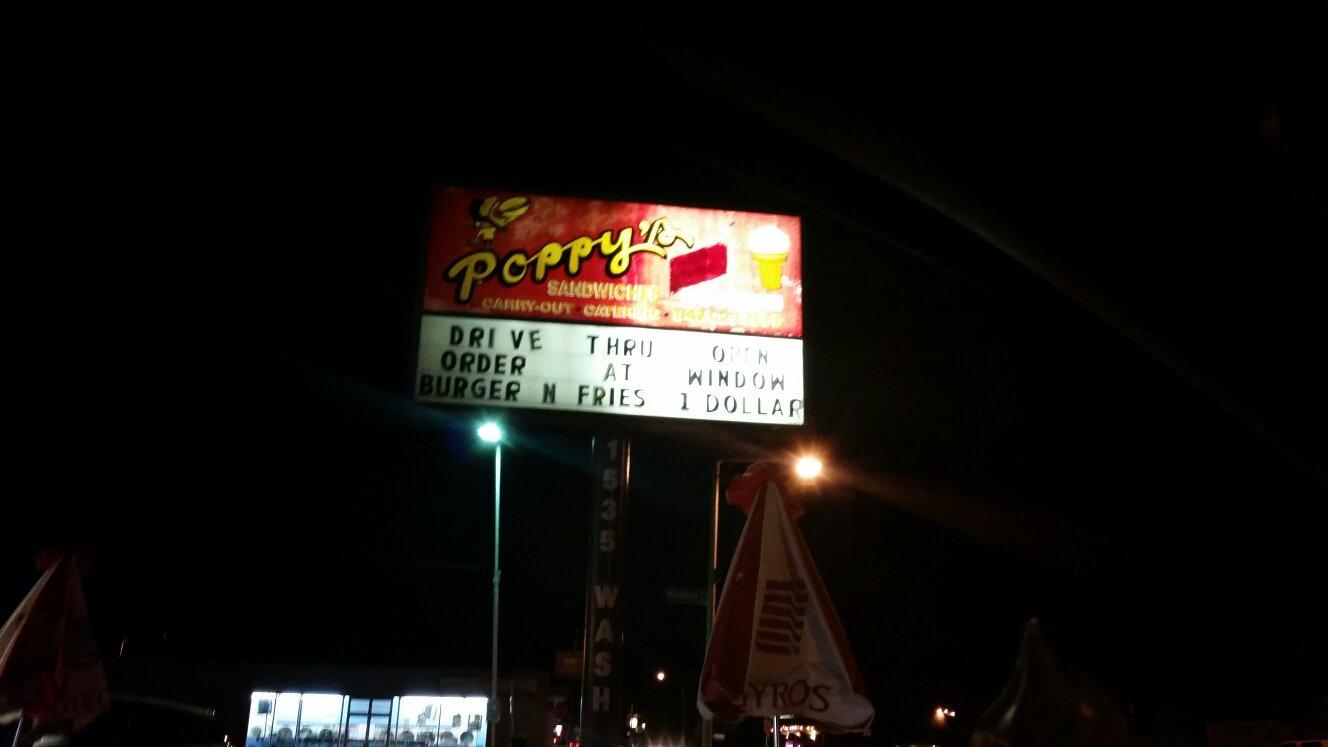 Poppy's
SANDWICHES
CARRY-OUT CATERING
DRIVE THRU OPEN
ORDER AT WINDOW
BURGER N FRIES 1 DOLLAR
1535 WASH
GYROS